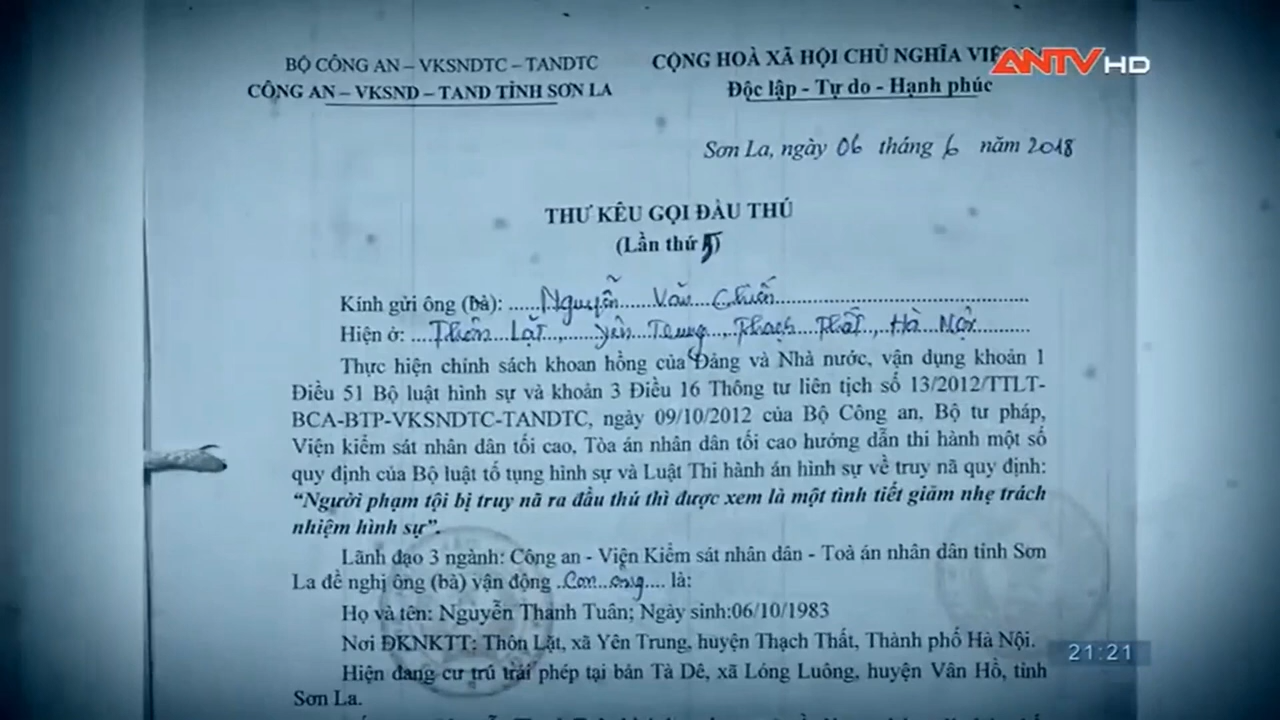 BỘ CÔNG AN – VKSNDTC – TANDTC
CÔNG AN – VKSND – TAND TỈNH SƠN LA
CỘNG HOÀ XÃ HỘI CHỦ NGHĨA VIỆ
Độc lập - Tự do - Hạnh phúc
ANTV HD
Sơn La, ngày 06 tháng 6 năm 2018
THƯ KÊU GỌI ĐẦU THÚ
(Lần thứ 5)
Kính gửi ông (bà): ......Nguyễn......Văn...Chiến
Hiện ở: ...Thôn...Lặt...,......Yên Trung..., Thạch Thất..., Hà Nội
Thực hiện chính sách khoan hồng của Đảng và Nhà nước, vận dụng khoản 1
Điều 51 Bộ luật hình sự và khoản 3 Điều 16 Thông tư liên tịch số 13/2012/TTLT-
BCA-BTP-VKSNDTC-TANDTC, ngày 09/10/2012 của Bộ Công an, Bộ tư pháp,
Viện kiểm sát nhân dân tối cao, Tòa án nhân dân tối cao hướng dẫn thi hành một số
quy định của Bộ luật tố tụng hình sự và Luật Thi hành án hình sự về truy nã quy định:
“Người phạm tội bị truy nã ra đầu thú thì được xem là một tình tiết giảm nhẹ trách
nhiệm hình sự”.
Lãnh đạo 3 ngành: Công an - Viện Kiểm sát nhân dân - Toà án nhân dân tỉnh Sơn
La đề nghị ông (bà) vận động .Con...ông.... là:
Họ và tên: Nguyễn Thanh Tuân; Ngày sinh:06/10/1983
Nơi ĐKNKTT: Thôn Lặt, xã Yên Trung, huyện Thạch Thất, Thành phố Hà Nội.
Hiện đang cư trú trái phép tại bản Tà Dê, xã Lóng Luông, huyện Vân Hồ, tỉnh
Sơn La.
21:21